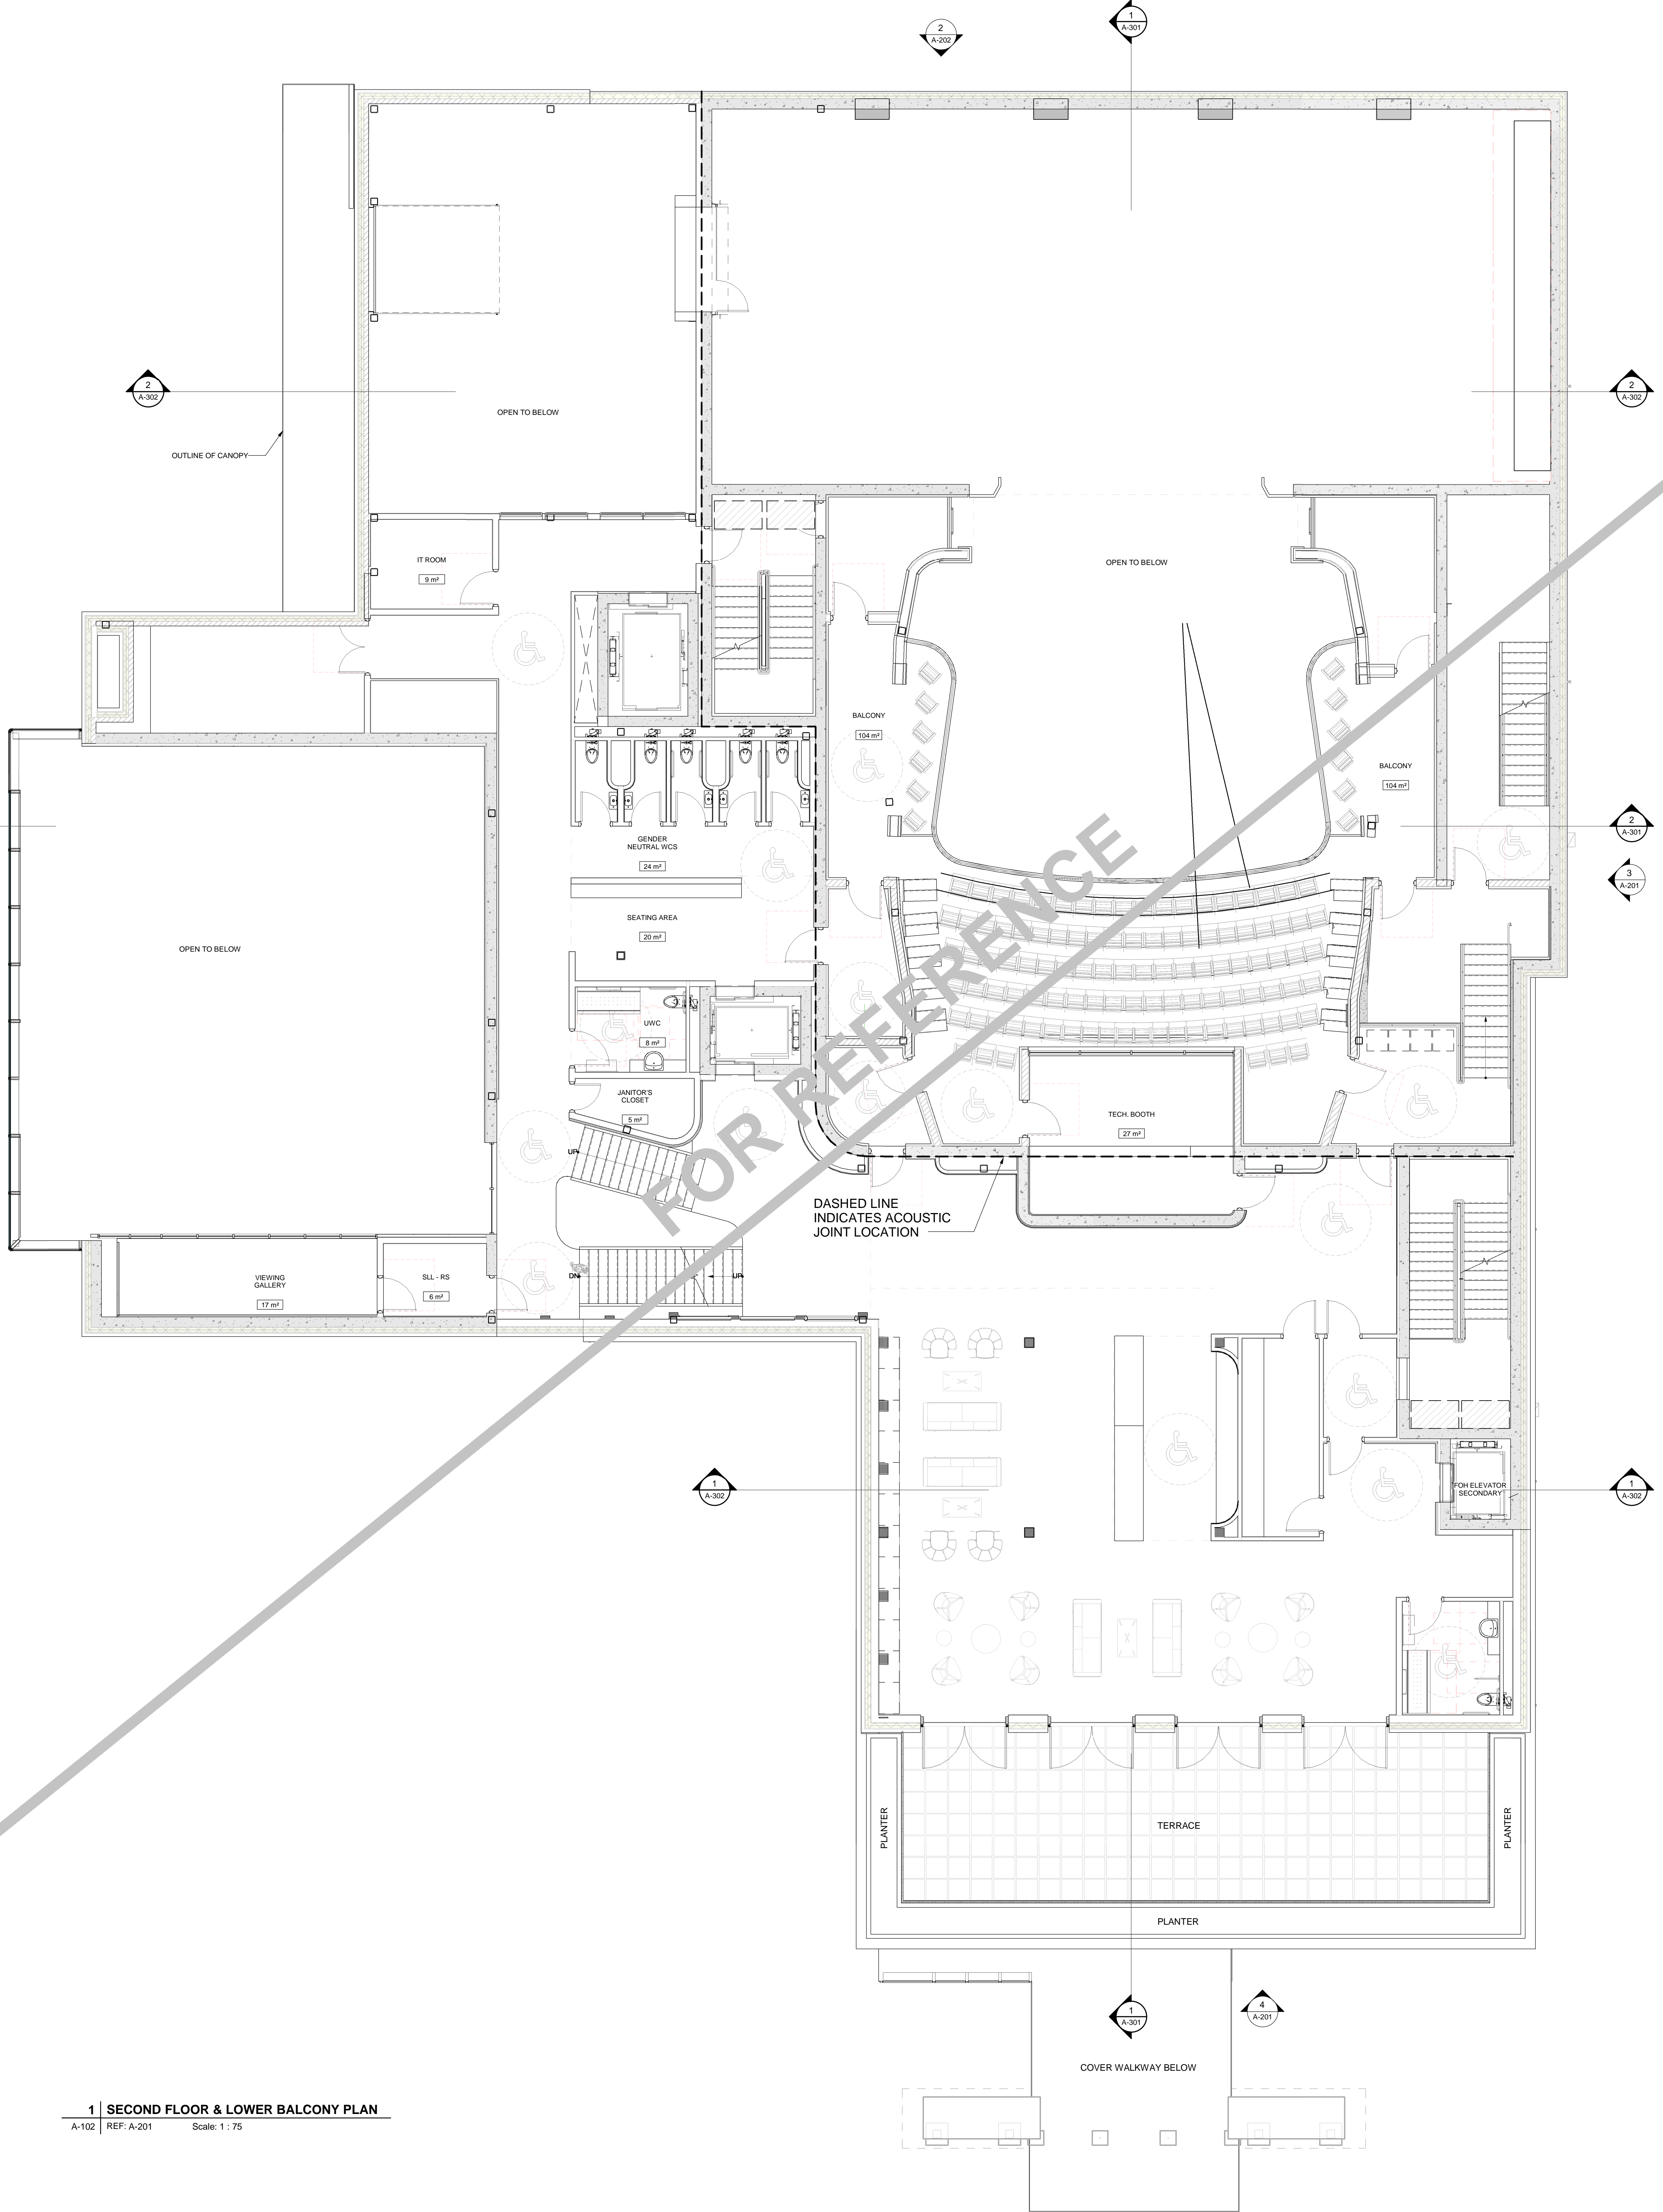 2
A-202
1
A-301
2
A-302
OPEN TO BELOW
2
A-302
OUTLINE OF CANOPY
IT ROOM
9 m²
OPEN TO BELOW
BALCONY
104 m²
BALCONY
104 m²
2
A-301
3
A-201
GENDER
NEUTRAL WCS
24 m²
SEATING AREA
20 m²
OPEN TO BELOW
UWC
8 m²
JANITOR'S
CLOSET
5 m²
TECH. BOOTH
27 m²
UP
FOR REFERENCE
DASHED LINE
INDICATES ACOUSTIC
JOINT LOCATION
VIEWING
GALLERY
17 m²
SLL - RS
6 m²
DN
UP
1
A-302
FOH ELEVATOR
SECONDARY
1
A-302
PLANTER
TERRACE
PLANTER
PLANTER
1
A-301
4
A-201
COVER WALKWAY BELOW
1 SECOND FLOOR & LOWER BALCONY PLAN
A-102 REF: A-201 Scale: 1 : 75